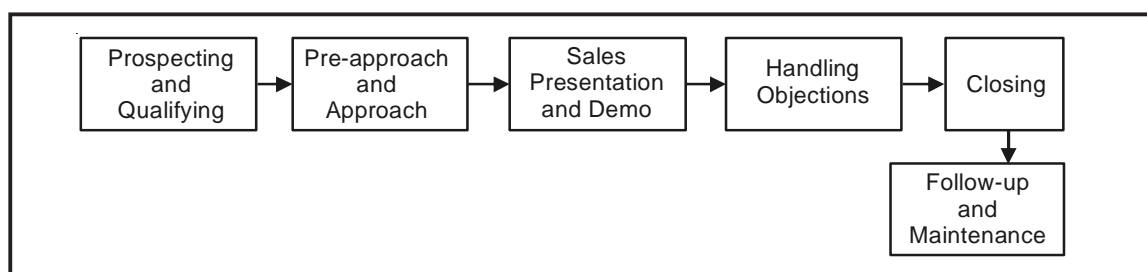 Prospecting
and
Qualifying
Pre-approach
and
Approach
Sales
Presentation
and Demo
Handling
Objections
Closing
Follow-up
and
Maintenance